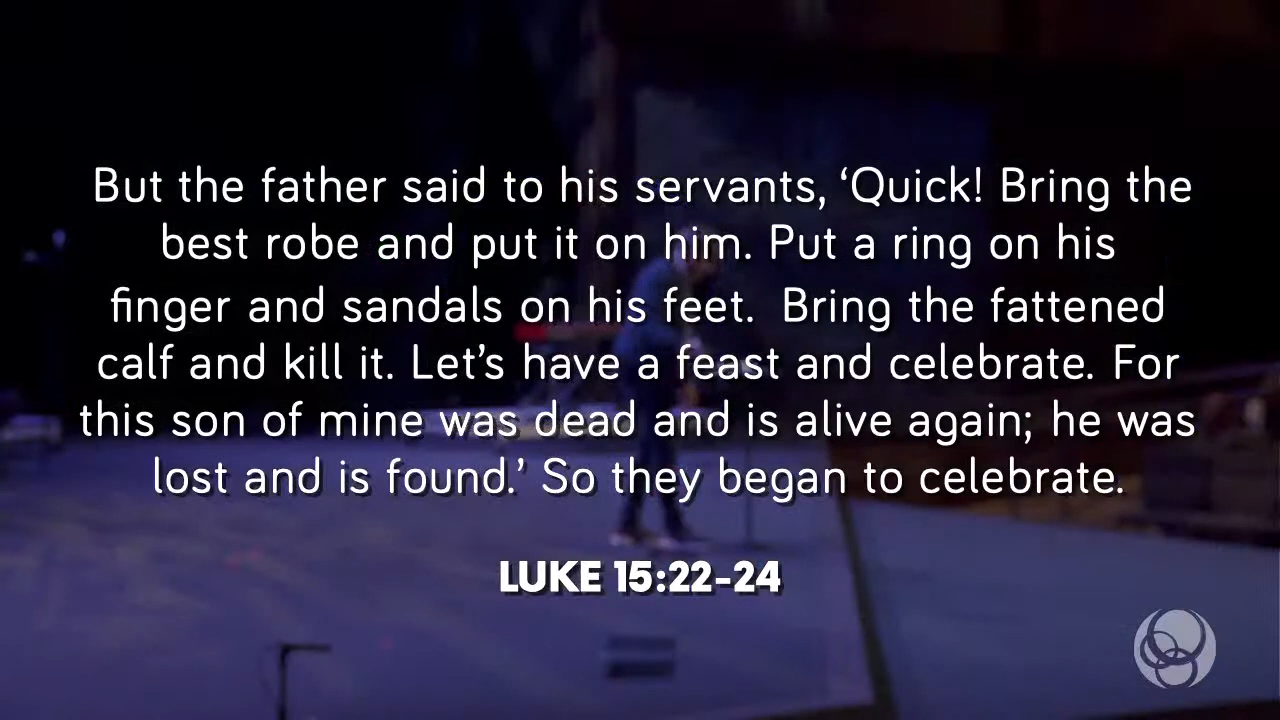 But the father said to his servants, ‘Quick! Bring the
best robe and put it on him. Put a ring on his
finger and sandals on his feet.  Bring the fattened
calf and kill it. Let’s have a feast and celebrate. For
this son of mine was dead and is alive again; he was
lost and is found.’ So they began to celebrate.
LUKE 15:22-24